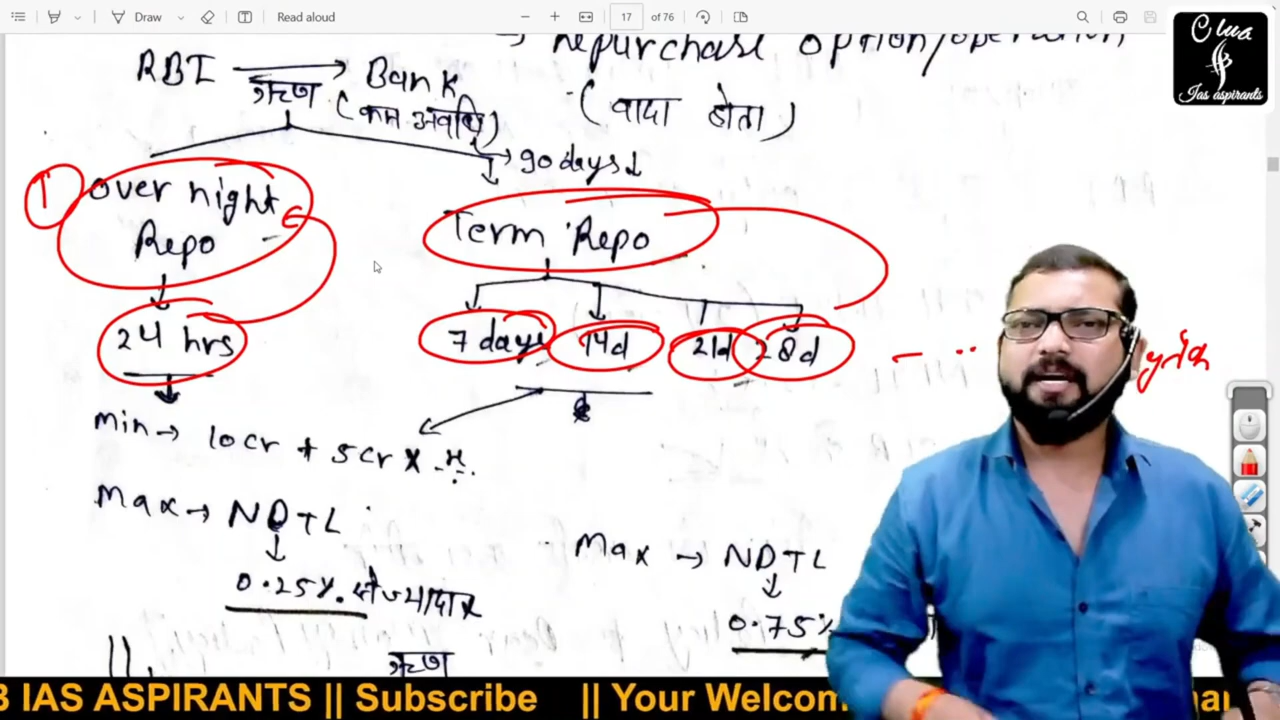 Draw
Read aloud
17 of 76
Club
Ias aspirants
Repurchase option/operation
RBI → Bank
ऋण
(कम अवधि)
(वादा होता)
→ 90 days↓
① over night
Repo
Term Repo
24 hrs
7 days 14d 21d 28d
min → 10cr + 5cr x n
Max → NDTL
↓
0.25%.
Max → NDTL
↓
0.75%
ऋण
B IAS ASPIRANTS || Subscribe || Your Welcom